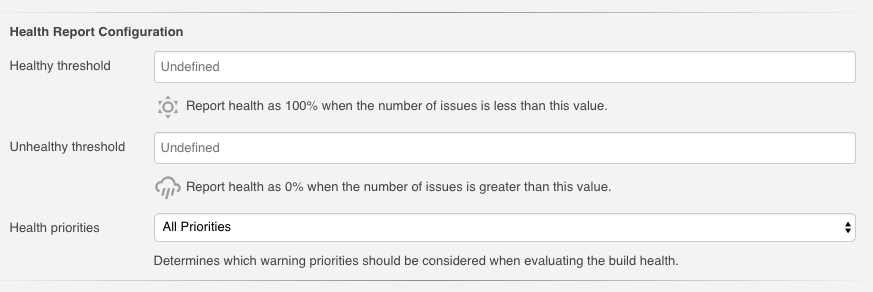 Health Report Configuration
Healthy threshold
Undefined
Report health as 100% when the number of issues is less than this value.
Unhealthy threshold
Undefined
Report health as 0% when the number of issues is greater than this value.
Health priorities
All Priorities
Determines which warning priorities should be considered when evaluating the build health.